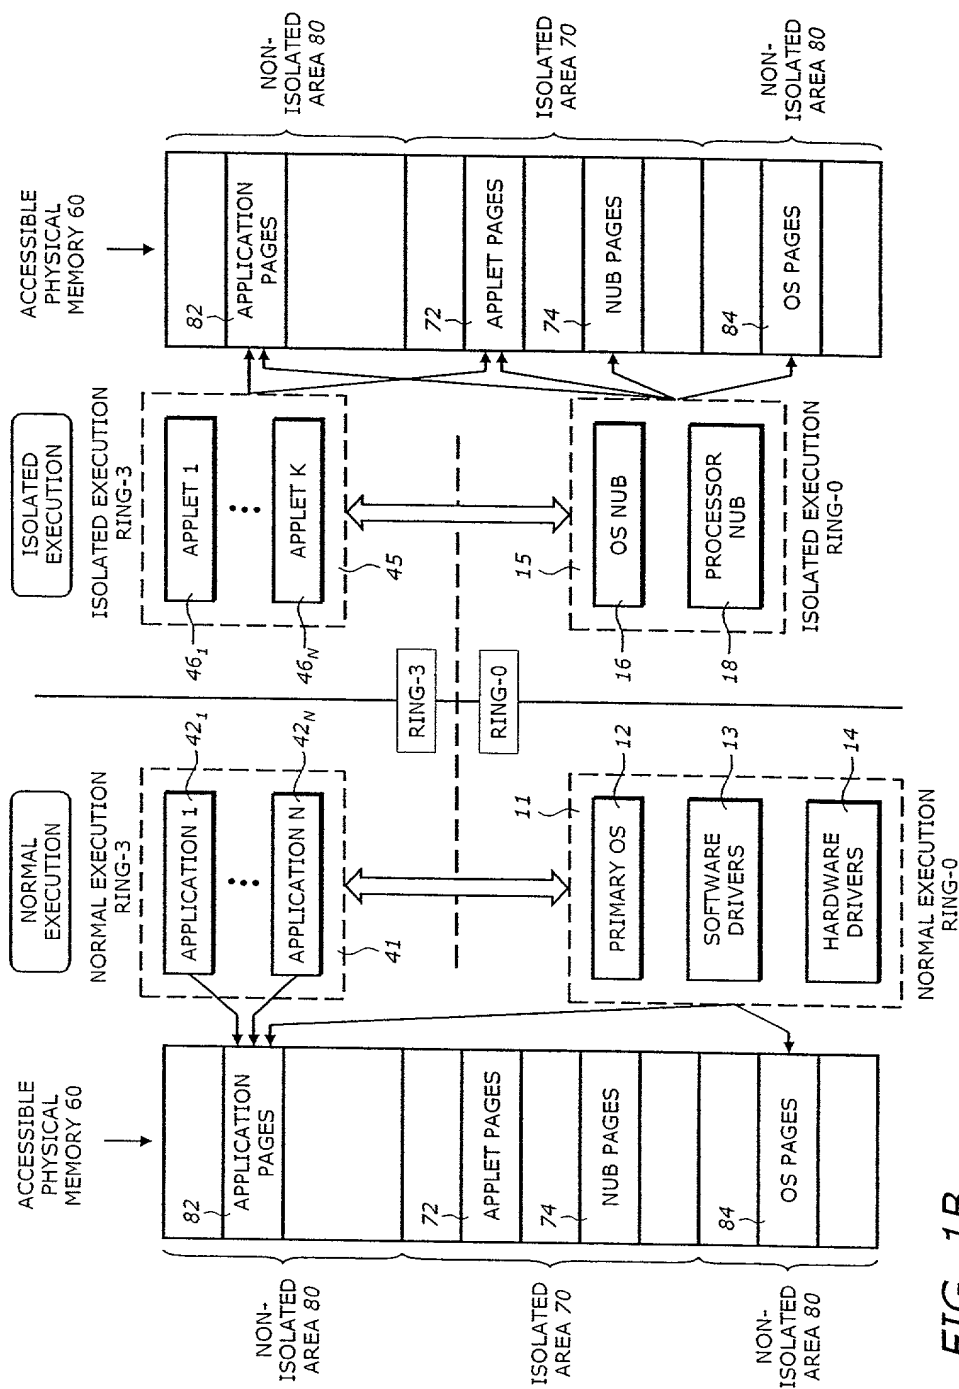 ACCESSIBLE
PHYSICAL
MEMORY 60
NON-
ISOLATED
AREA 80
ISOLATED
AREA 70
NON-
ISOLATED
AREA 80
82
APPLICATION
PAGES
72
APPLET PAGES
74
NUB PAGES
84
OS PAGES
NORMAL
EXECUTION
NORMAL EXECUTION
RING-3
APPLICATION 1
42₁
APPLICATION N
42N
41
RING-3
RING-0
11
PRIMARY OS
12
SOFTWARE
DRIVERS
13
HARDWARE
DRIVERS
14
NORMAL EXECUTION
RING-0
ISOLATED
EXECUTION
ISOLATED EXECUTION
RING-3
APPLET 1
46₁
APPLET K
46N
45
15
OS NUB
16
PROCESSOR
NUB
18
ISOLATED EXECUTION
RING-0
ACCESSIBLE
PHYSICAL
MEMORY 60
82
APPLICATION
PAGES
72
APPLET PAGES
74
NUB PAGES
84
OS PAGES
NON-
ISOLATED
AREA 80
ISOLATED
AREA 70
NON-
ISOLATED
AREA 80
FIG. 1B